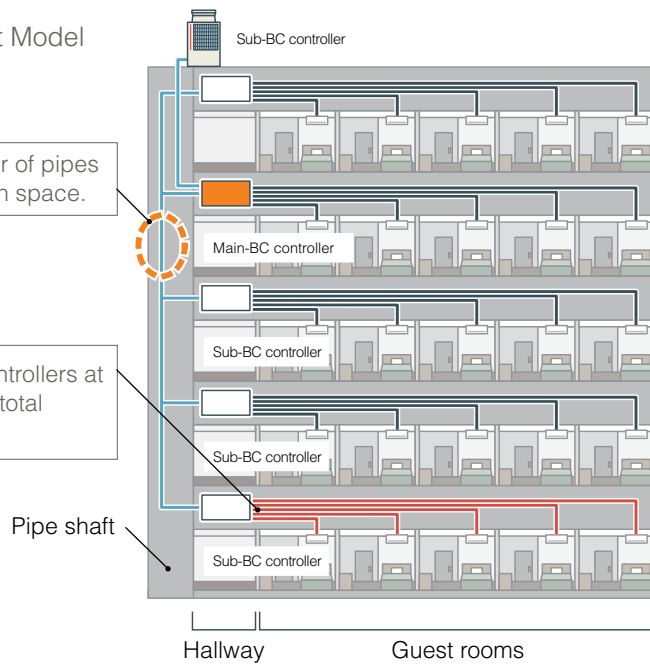 t Model
Sub-BC controller
r of pipes
n space.
Main-BC controller
Sub-BC controller
ntrollers at
total
Sub-BC controller
Pipe shaft
Sub-BC controller
Hallway
Guest rooms